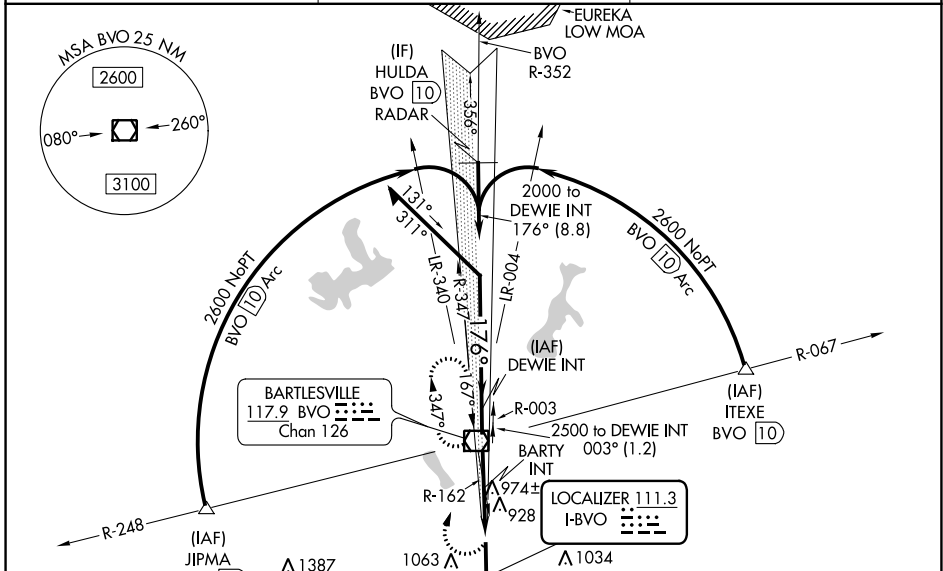 MSA BVO 25 NM
2600
080°
260°
3100
EUREKA
LOW MOA
BVO
R-352
(IF)
HULDA
BVO 10
RADAR
356°
2000 to
DEWIE INT
176° (8.8)
131°
311°
LR-340
R-347
LR-004
2600 NoPT
BVO 10 Arc
2600 NoPT
BVO 10 Arc
176°
(IAF)
DEWIE INT
R-067
(IAF)
ITEXE
BVO 10
BARTLESVILLE
117.9 BVO
Chan 126
347°
167°
R-003
2500 to DEWIE INT
003° (1.2)
BARTY
INT
R-162
974±
928
LOCALIZER 111.3
I-BVO
R-248
(IAF)
JIPMA
1387
1063
1034